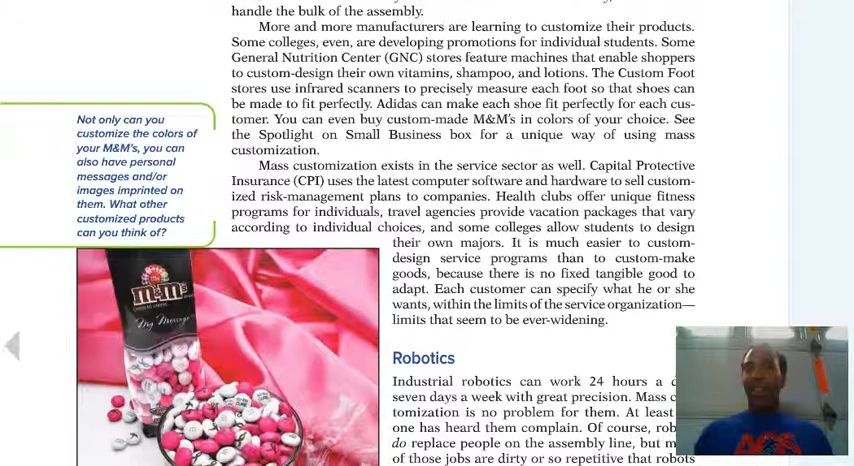 handle the bulk of the assembly.
More and more manufacturers are learning to customize their products.
Some colleges, even, are developing promotions for individual students. Some
General Nutrition Center (GNC) stores feature machines that enable shoppers
to custom-design their own vitamins, shampoo, and lotions. The Custom Foot
stores use infrared scanners to precisely measure each foot so that shoes can
be made to fit perfectly. Adidas can make each shoe fit perfectly for each cus-
tomer. You can even buy custom-made M&M's in colors of your choice. See
the Spotlight on Small Business box for a unique way of using mass
customization.
Mass customization exists in the service sector as well. Capital Protective
Insurance (CPI) uses the latest computer software and hardware to sell custom-
ized risk-management plans to companies. Health clubs offer unique fitness
programs for individuals, travel agencies provide vacation packages that vary
according to individual choices, and some colleges allow students to design
their own majors. It is much easier to custom-
design service programs than to custom-make
goods, because there is no fixed tangible good to
adapt. Each customer can specify what he or she
wants, within the limits of the service organization—
limits that seem to be ever-widening.
Not only can you
customize the colors of
your M&M's, you can
also have personal
messages and/or
images imprinted on
them. What other
customized products
can you think of?
m&m's
My Message
Robotics
Industrial robotics can work 24 hours a
seven days a week with great precision. Mass
tomization is no problem for them. At least
one has heard them complain. Of course,
do replace people on the assembly line, but
of those jobs are dirty or so repetitive that robots